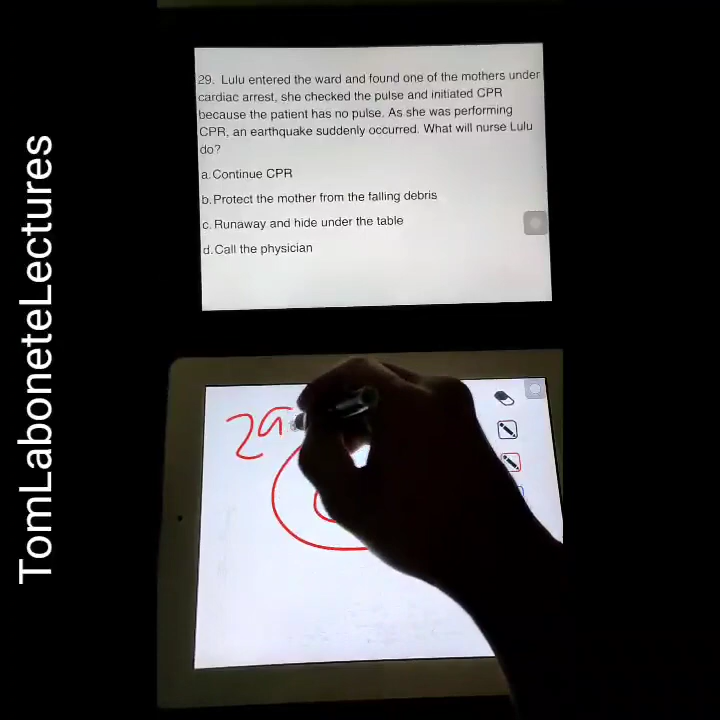 TomLaboneteLectures
29. Lulu entered the ward and found one of the mothers under
cardiac arrest, she checked the pulse and initiated CPR
because the patient has no pulse. As she was performing
CPR, an earthquake suddenly occurred. What will nurse Lulu
do?
a. Continue CPR
b. Protect the mother from the falling debris
c. Runaway and hide under the table
d. Call the physician
29